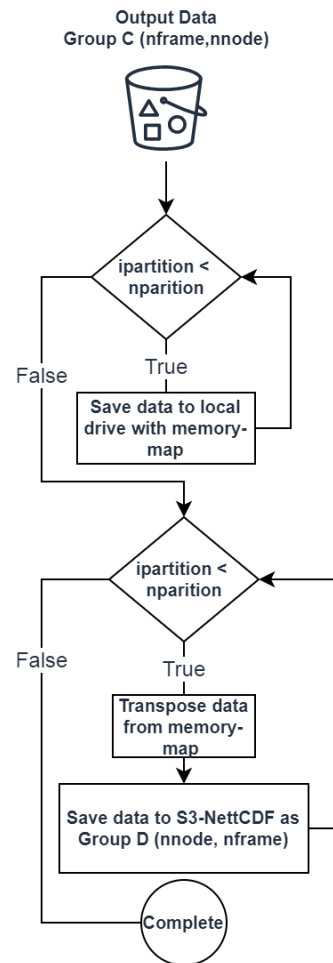 Output Data
Group C (nframe,nnode)
ipartition <
nparition
True
False
Save data to local
drive with memory-
map
ipartition <
nparition
True
False
Transpose data
from memory-
map
Save data to S3-NettCDF as
Group D (nnode, nframe)
Complete